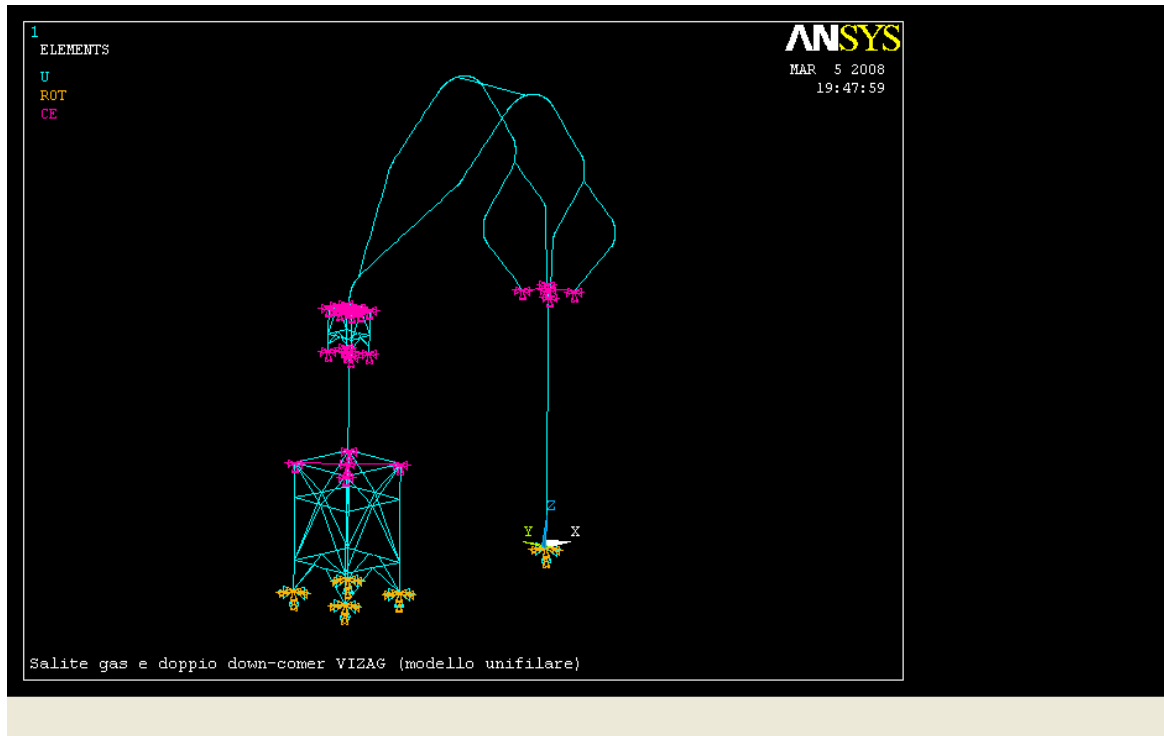 1
ELEMENTS
ANSYS
U
MAR 5 2008
ROT
19:47:59
CE
Z
Y
X
Salite gas e doppio down-comer VIZAG (modello unifilare)